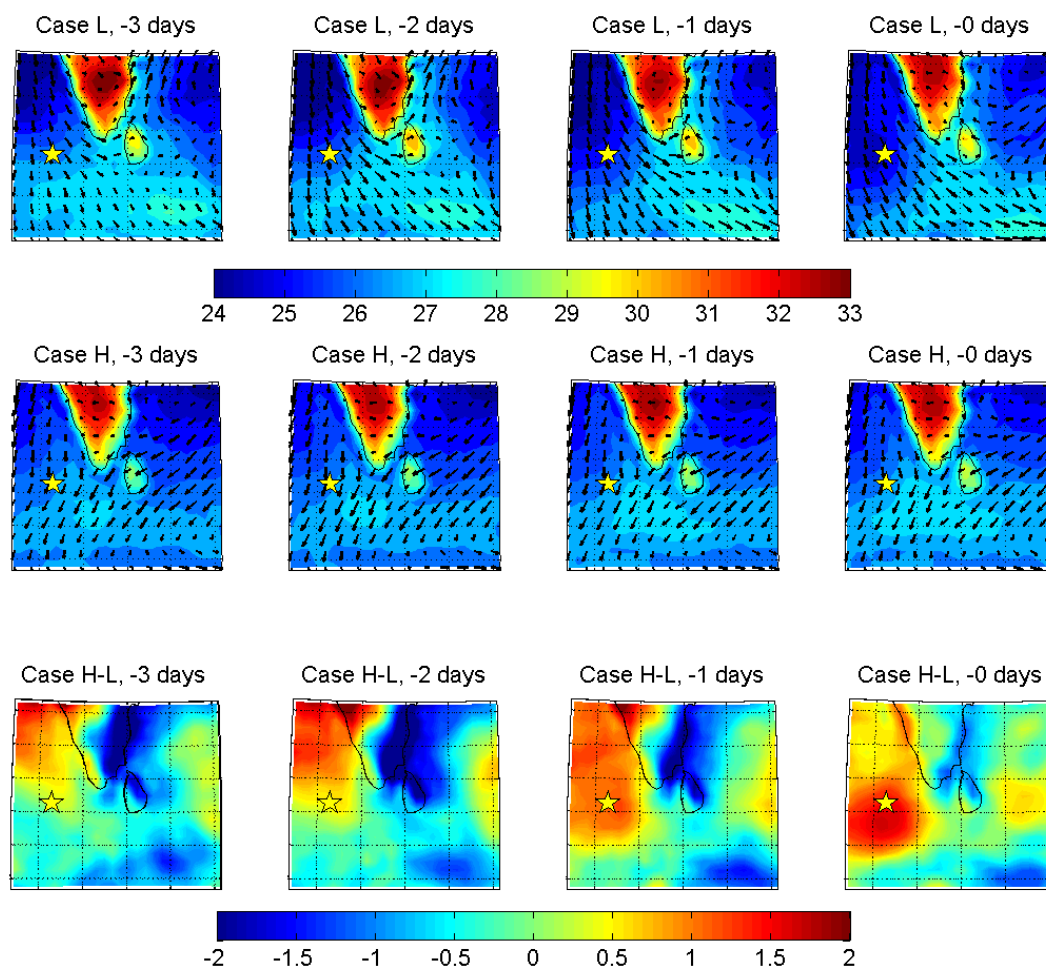 Case L, -3 days
Case L, -2 days
Case L, -1 days
Case L, -0 days
24 25 26 27 28 29 30 31 32 33
Case H, -3 days
Case H, -2 days
Case H, -1 days
Case H, -0 days
Case H-L, -3 days
Case H-L, -2 days
Case H-L, -1 days
Case H-L, -0 days
-2 -1.5 -1 -0.5 0 0.5 1 1.5 2